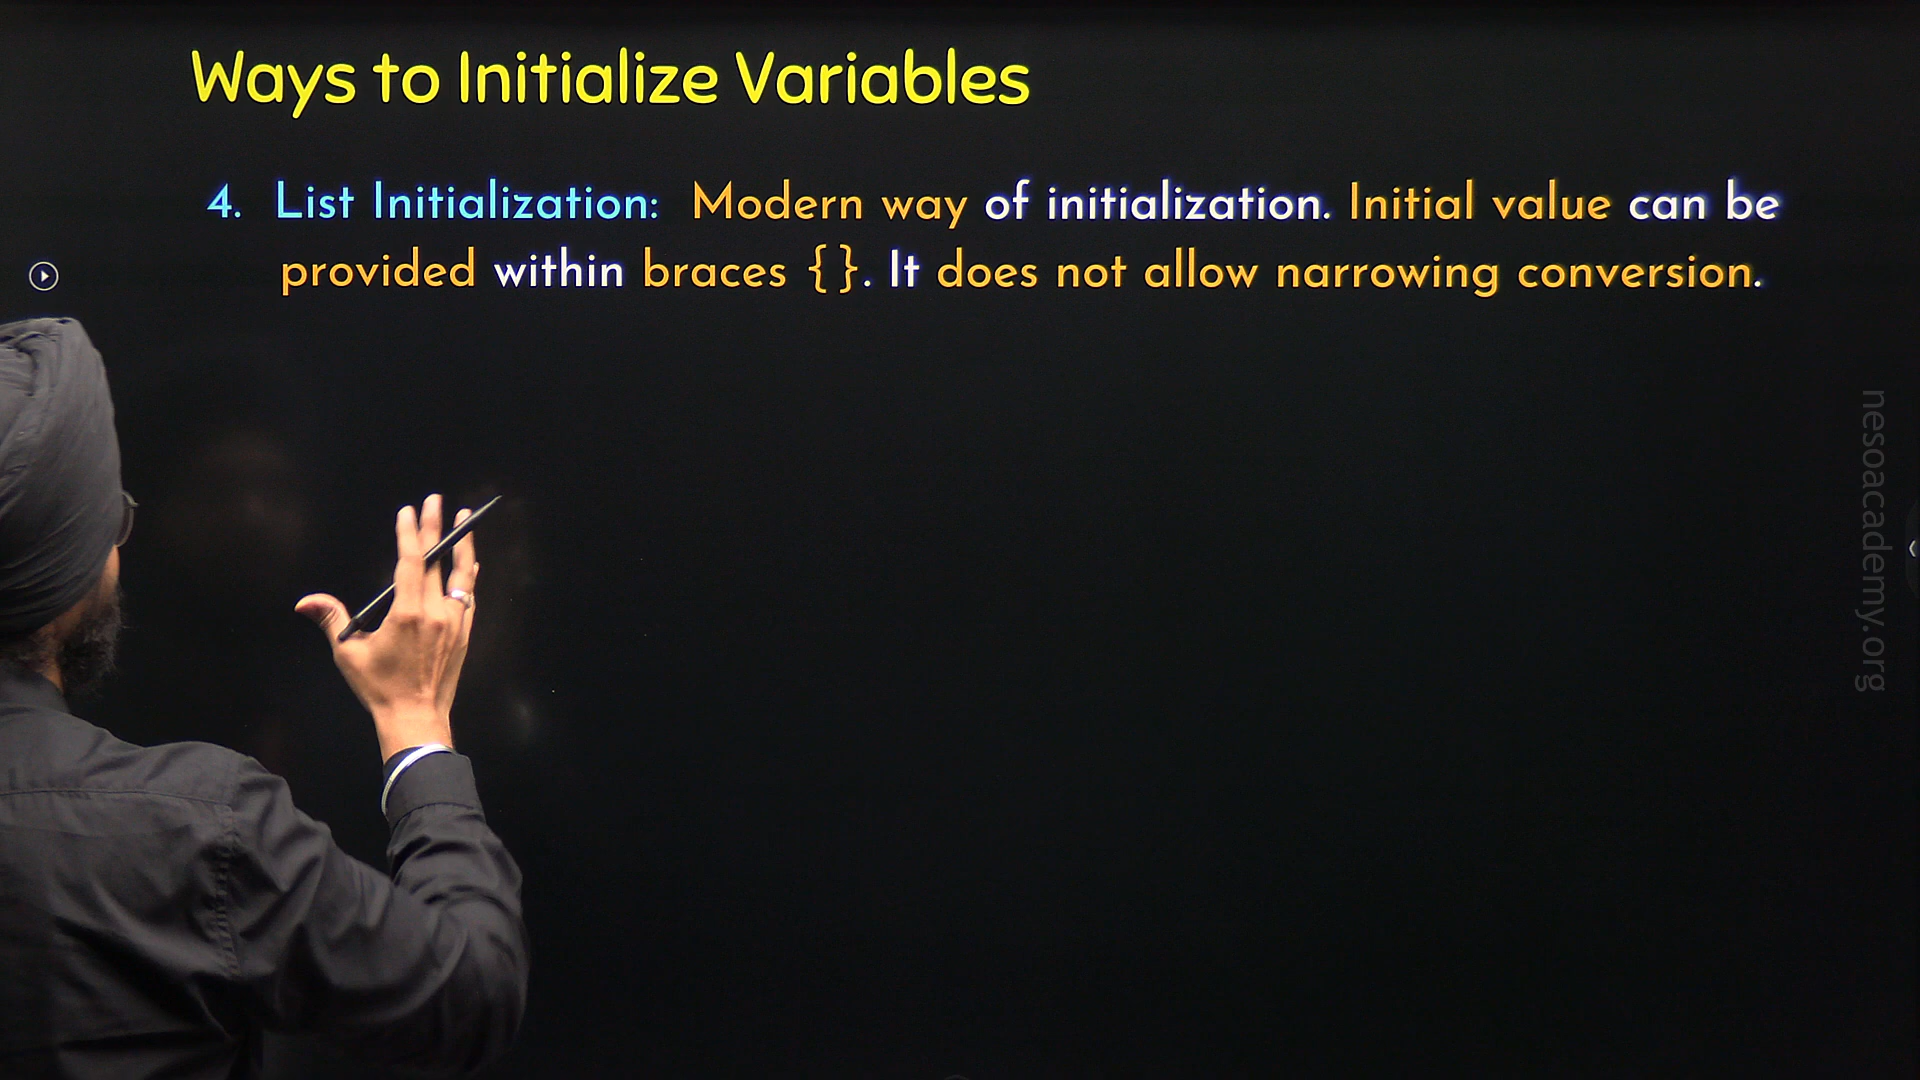 Ways to Initialize Variables
4. List Initialization: Modern way of initialization. Initial value can be
provided within braces {}. It does not allow narrowing conversion.
nesoacademy.org